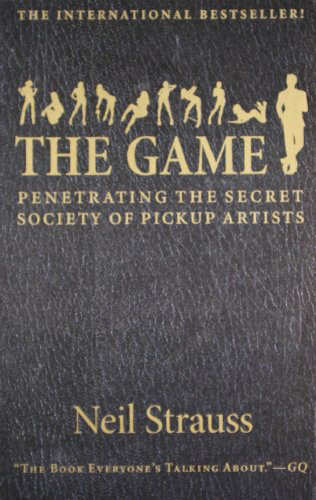 THE INTERNATIONAL BESTSELLER!
THE GAME
PENETRATING THE SECRET
SOCIETY OF PICKUP ARTISTS
Neil Strauss
“THE BOOK EVERYONE'S TALKING ABOUT.”—GQ